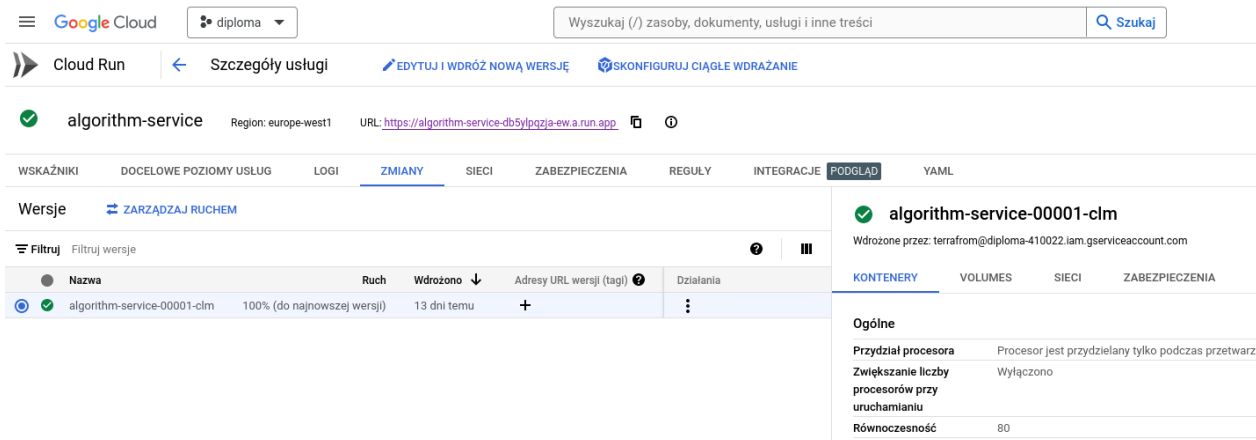 Google Cloud
diploma
Wyszukaj (/) zasoby, dokumenty, usługi i inne treści
Szukaj
Cloud Run
Szczegóły usługi
EDYTUJ I WDRÓŻ NOWĄ WERSJĘ
SKONFIGURUJ CIĄGŁE WDRAŻANIE
algorithm-service
Region: europe-west1
URL: https://algorithm-service-db5ylpqzja-ew.a.run.app
WSKAŹNIKI
DOCELOWE POZIOMY USŁUG
LOGI
ZMIANY
SIECI
ZABEZPIECZENIA
REGUŁY
INTEGRACJE PODGLĄD
YAML
Wersje
ZARZĄDZAJ RUCHEM
Filtruj Filtruj wersje
Nazwa Ruch Wdrożono Adresy URL wersji (tagi) Działania
algorithm-service-00001-clm 100% (do najnowszej wersji) 13 dni temu
algorithm-service-00001-clm
Wdrożone przez: terrafrom@diploma-410022.iam.gserviceaccount.com
KONTENERY
VOLUMES
SIECI
ZABEZPIECZENIA
Ogólne
Przydział procesora Procesor jest przydzielany tylko podczas przetwarz
Zwiększanie liczby Wyłączono
procesorów przy
uruchamianiu
Równoczesność 80